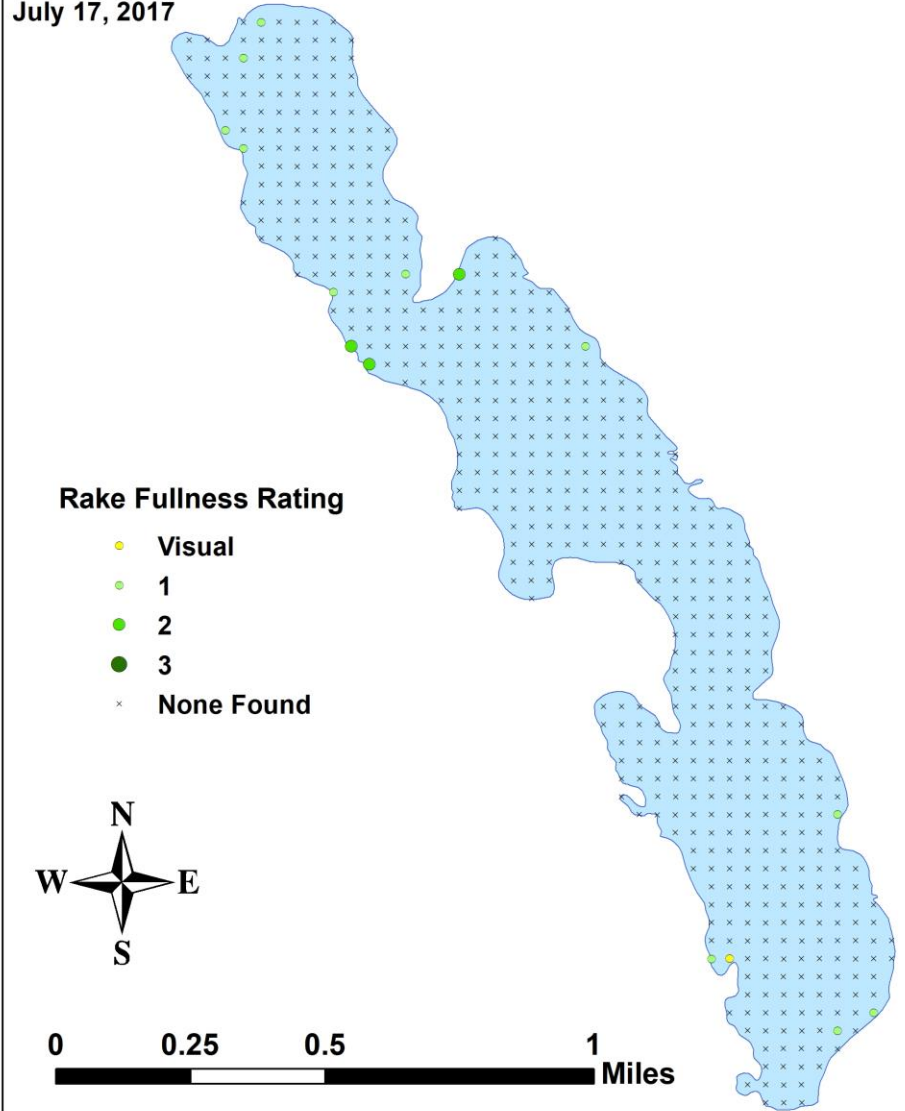 July 17, 2017
Rake Fullness Rating
Visual
1
2
3
None Found
N
W E
S
0 0.25 0.5 1
Miles